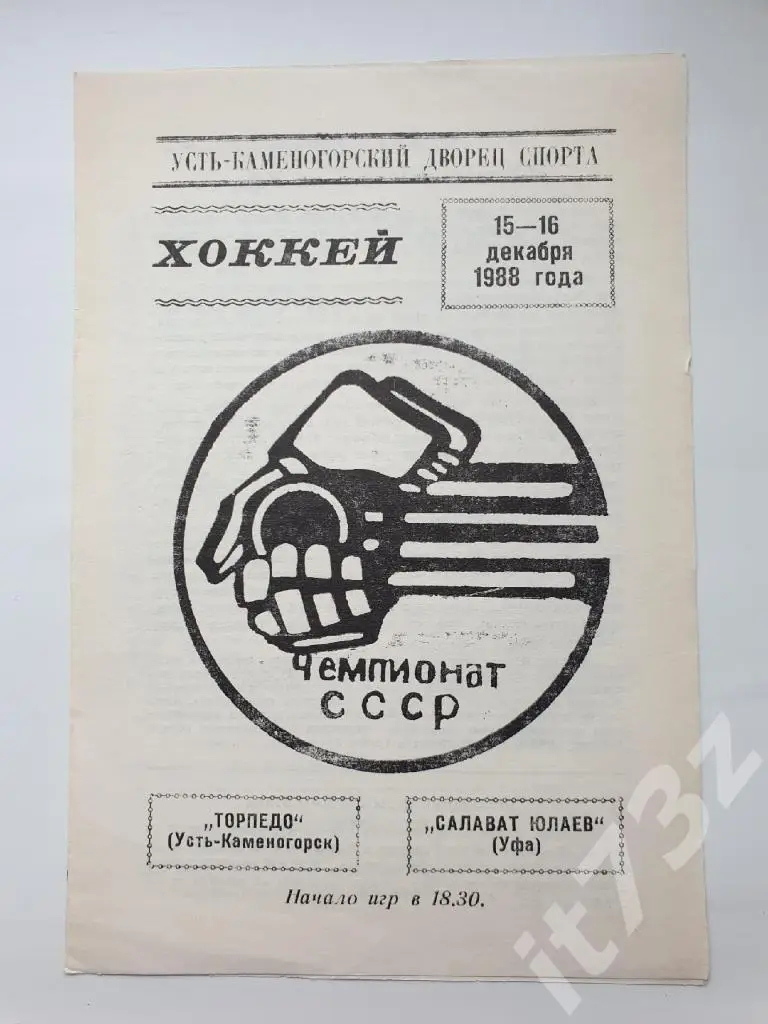 УСТЬ-КАМЕНОГОРСКИЙ ДВОРЕЦ СПОРТА
ХОККЕЙ
15—16
декабря
1988 года
Чемпионат
СССР
„ТОРПЕДО"
(Усть-Каменогорск)
„САЛАВАТ ЮЛАЕВ"
(Уфа)
Начало игр в 18.30.
it73z